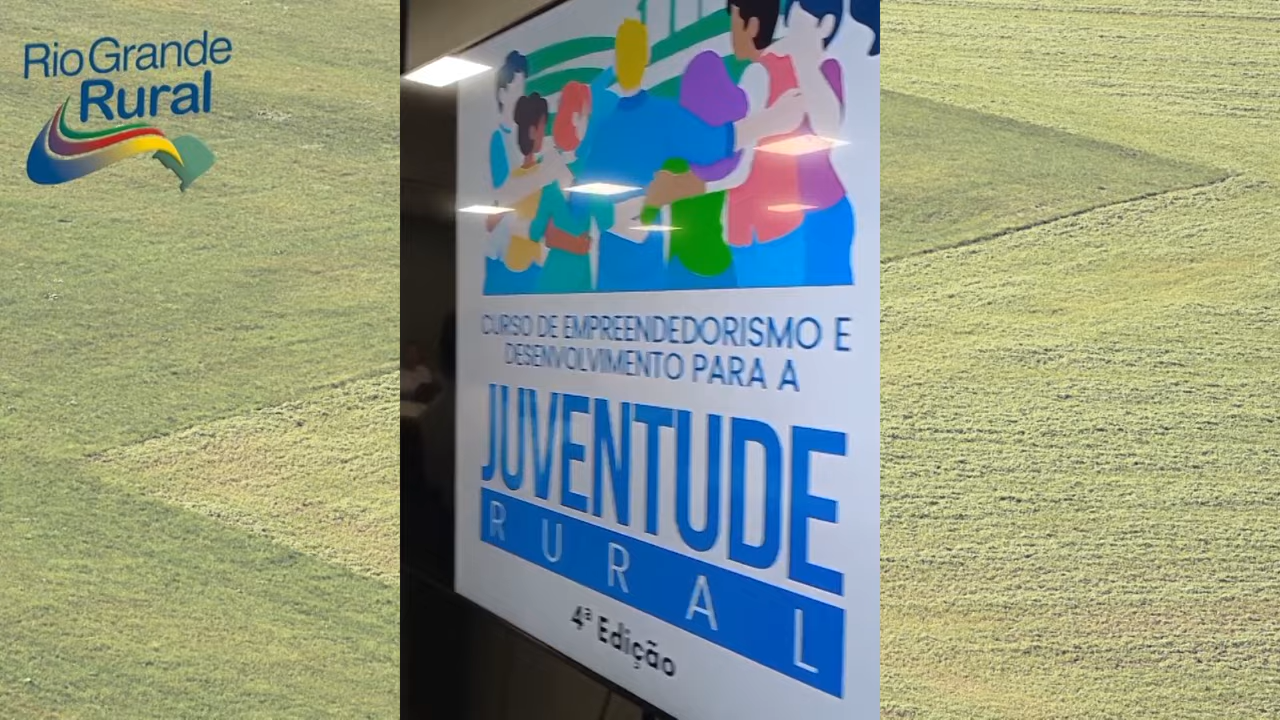 Rio Grande
Rural
CURSO DE EMPREENDEDORISMO E
DESENVOLVIMENTO PARA A
JUVENTUDE
RURAL
4ª Edição